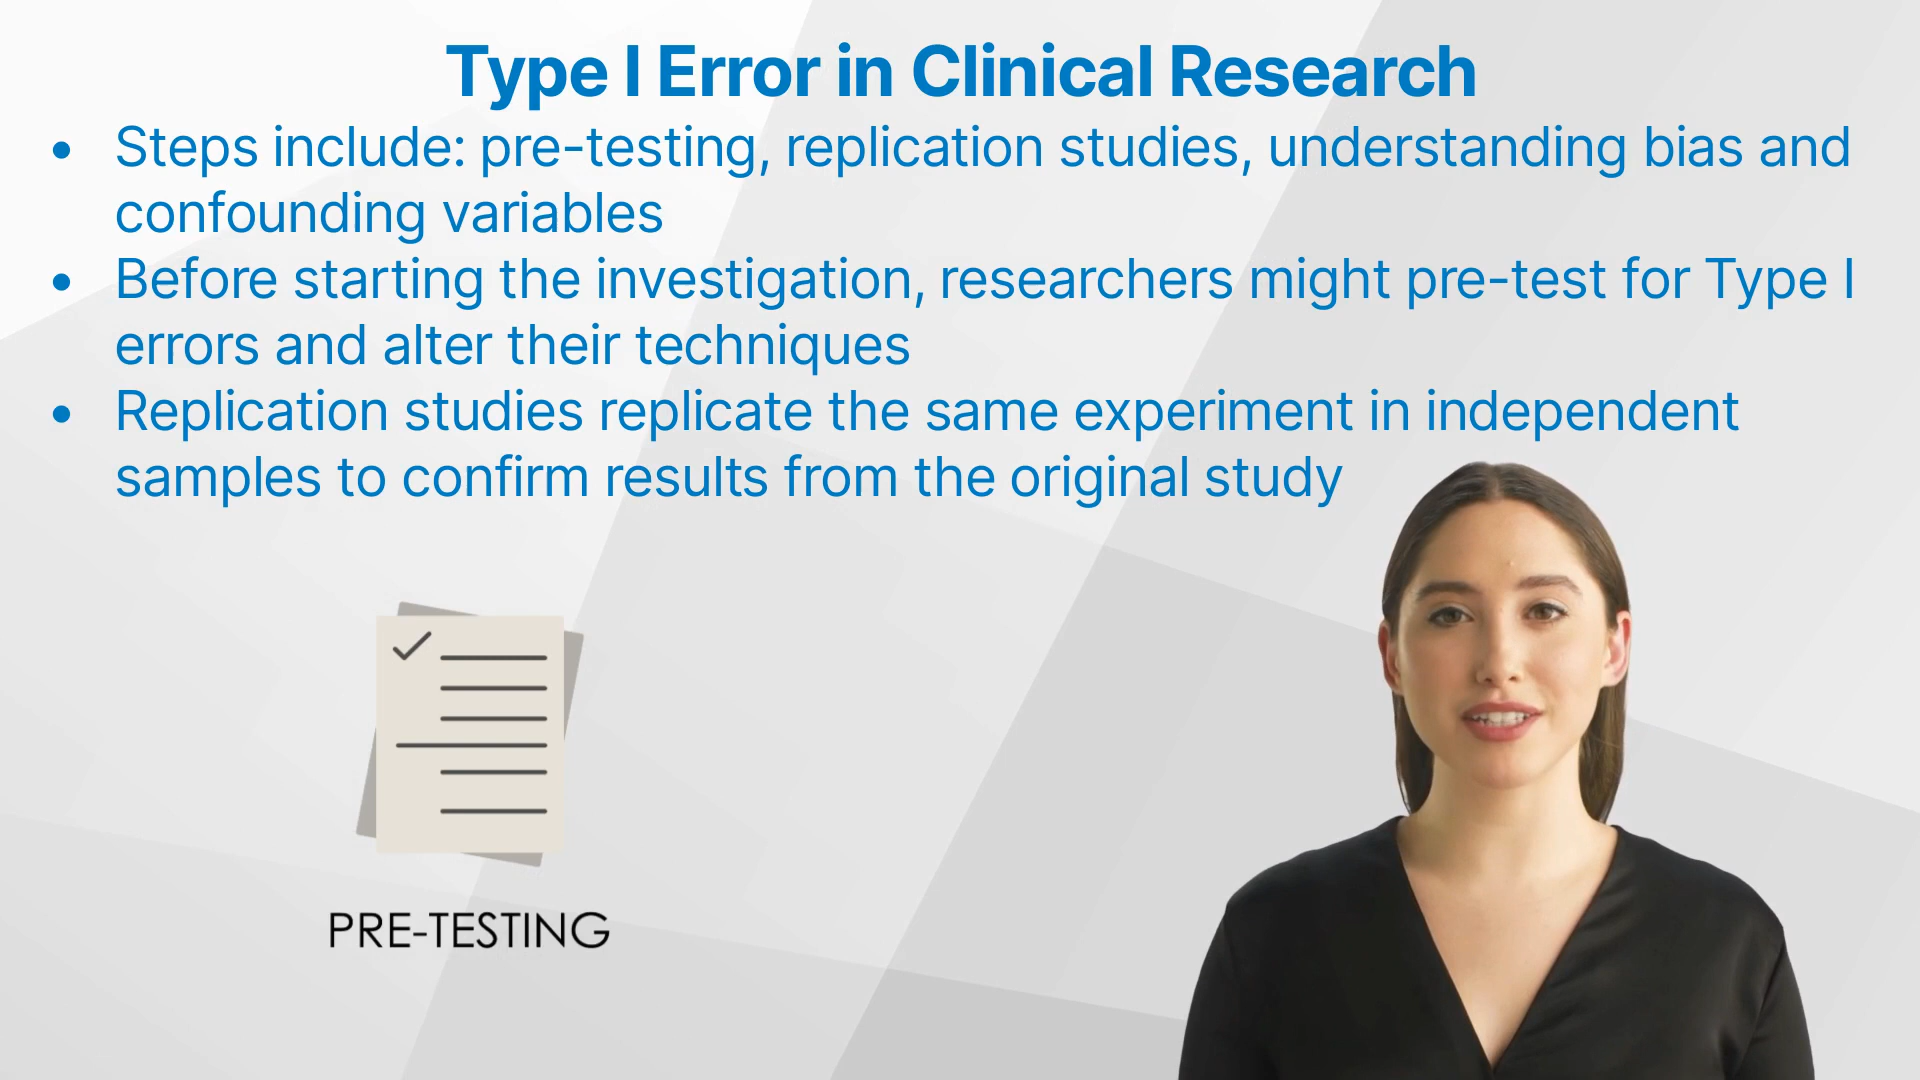 Type I Error in Clinical Research
• Steps include: pre-testing, replication studies, understanding bias and
confounding variables
• Before starting the investigation, researchers might pre-test for Type I
errors and alter their techniques
• Replication studies replicate the same experiment in independent
samples to confirm results from the original study
PRE-TESTING